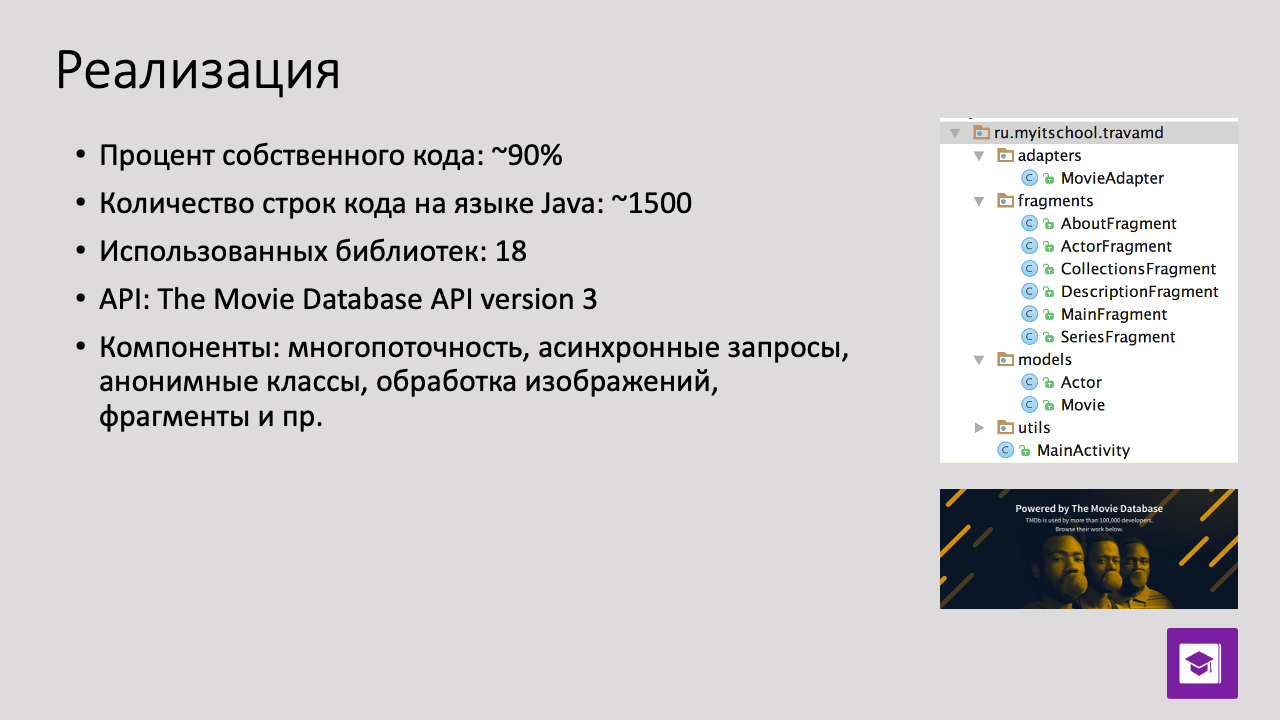 Реализация
• Процент собственного кода: ~90%
• Количество строк кода на языке Java: ~1500
• Использованных библиотек: 18
• API: The Movie Database API version 3
• Компоненты: многопоточность, асинхронные запросы,
анонимные классы, обработка изображений,
фрагменты и пр.
ru.myitschool.travamd
adapters
MovieAdapter
fragments
AboutFragment
ActorFragment
CollectionsFragment
DescriptionFragment
MainFragment
SeriesFragment
models
Actor
Movie
utils
MainActivity
Powered by The Movie Database
TMDb is used by more than 100,000 developers.
Browse their work below.